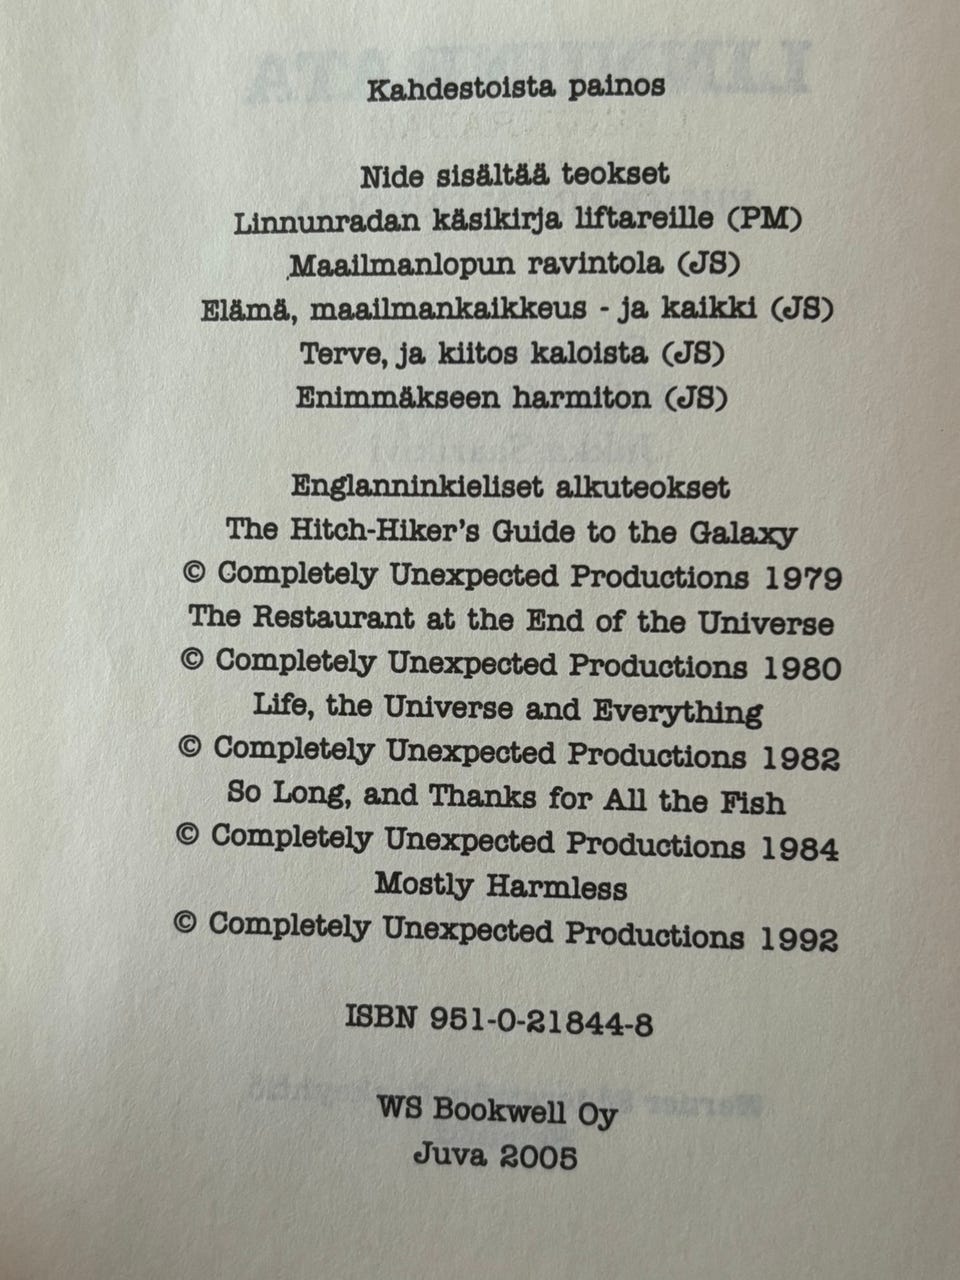 Kahdestoista painos
Nide sisältää teokset
Linnunradan käsikirja liftareille (PM)
Maailmanlopun ravintola (JS)
Elämä, maailmankaikkeus - ja kaikki (JS)
Terve, ja kiitos kaloista (JS)
Enimmäkseen harmiton (JS)
Englanninkieliset alkuteokset
The Hitch-Hiker's Guide to the Galaxy
© Completely Unexpected Productions 1979
The Restaurant at the End of the Universe
© Completely Unexpected Productions 1980
Life, the Universe and Everything
© Completely Unexpected Productions 1982
So Long, and Thanks for All the Fish
© Completely Unexpected Productions 1984
Mostly Harmless
© Completely Unexpected Productions 1992
ISBN 951-0-21844-8
WS Bookwell Oy
Juva 2005